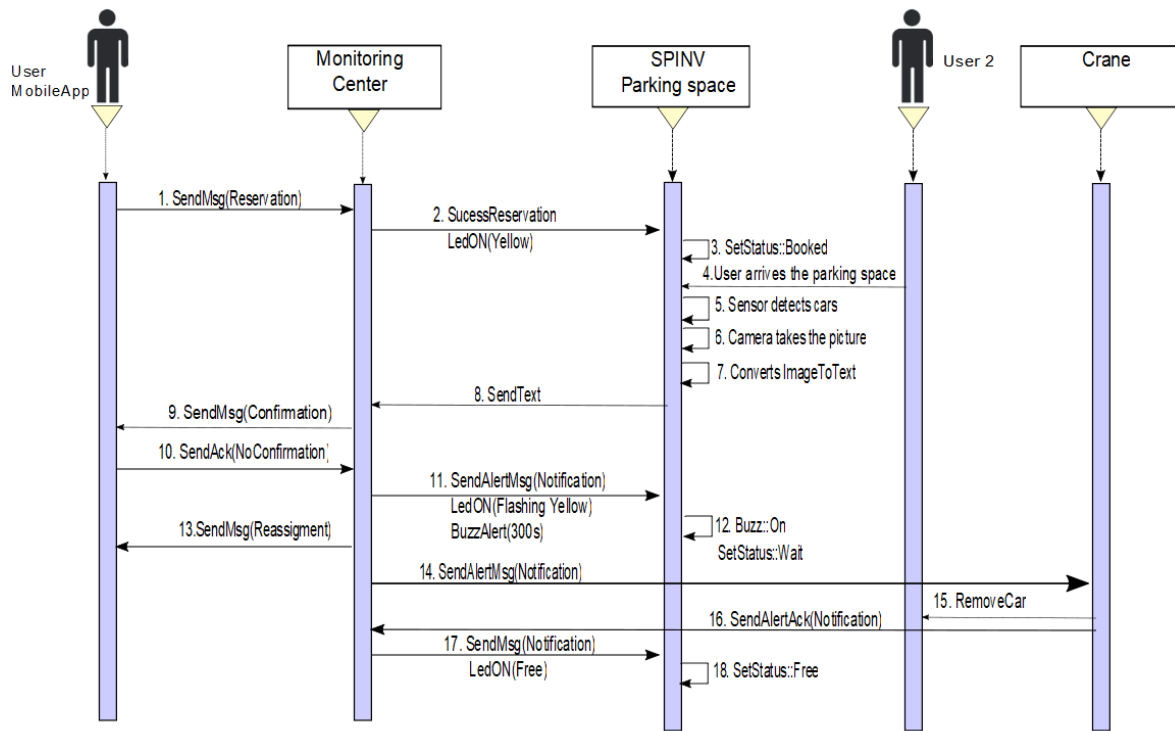 User
MobileApp
Monitoring
Center
SPINV
Parking space
User 2
Crane
1. SendMsg(Reservation)
2. SucessReservation
LedON(Yellow)
3. SetStatus::Booked
4.User arrives the parking space
5. Sensor detects cars
6. Camera takes the picture
7. Converts ImageToText
8. SendText
9. SendMsg(Confirmation)
10. SendAck(NoConfirmation)
11. SendAlertMsg(Notification)
LedON(Flashing Yellow)
BuzzAlert(300s)
12. Buzz::On
SetStatus::Wait
13.SendMsg(Reassigment)
14. SendAlertMsg(Notification)
15. RemoveCar
16. SendAlertAck(Notification)
17. SendMsg(Notification)
LedON(Free)
18. SetStatus::Free